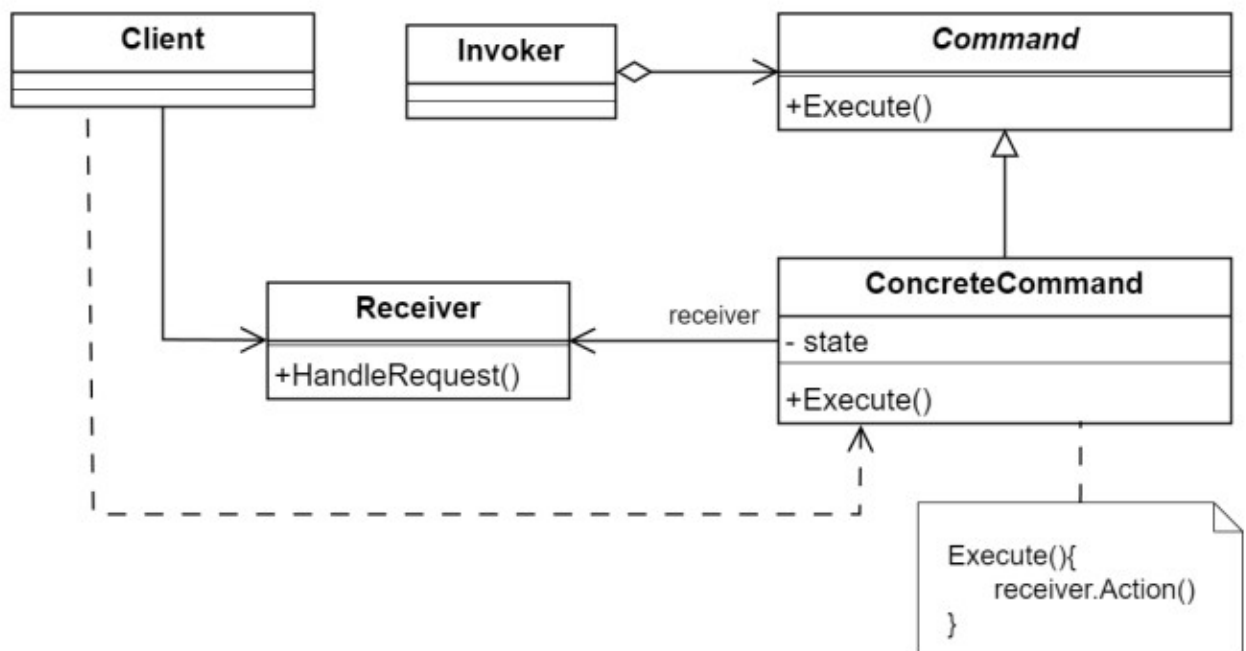 Client
Invoker
Command
+Execute()
Receiver
+HandleRequest()
receiver
ConcreteCommand
- state
+Execute()
Execute(){
receiver.Action()
}